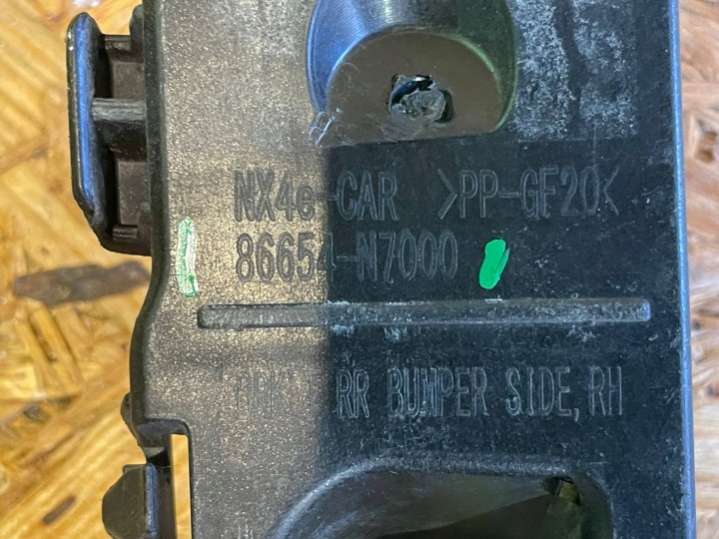 NX4e-CAR >PP-GF20<
86654-N7000
RR BUMPER SIDE, RH